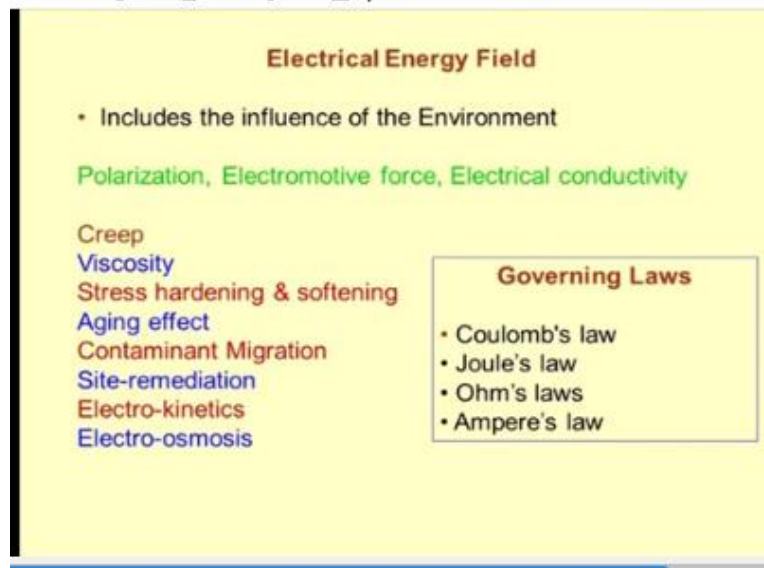 Electrical Energy Field
• Includes the influence of the Environment
Polarization, Electromotive force, Electrical conductivity
Creep
Viscosity
Stress hardening & softening
Aging effect
Contaminant Migration
Site-remediation
Electro-kinetics
Electro-osmosis
Governing Laws
• Coulomb's law
• Joule's law
• Ohm's laws
• Ampere's law